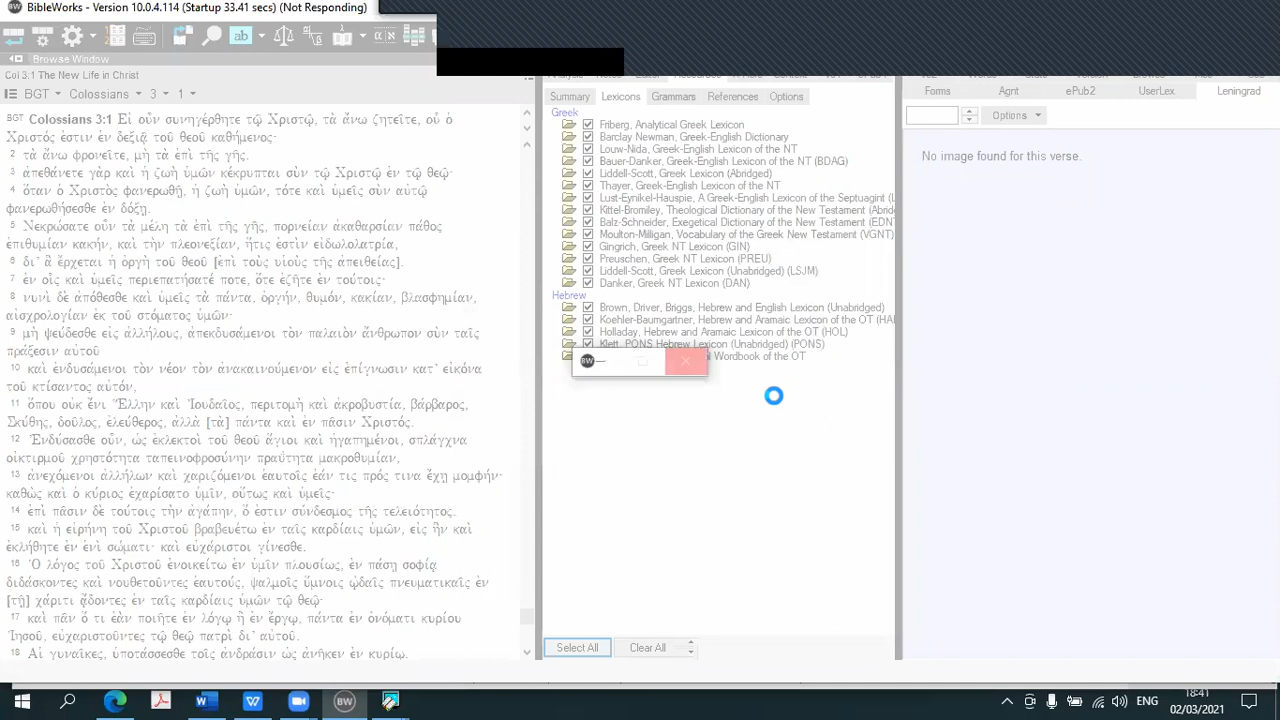 BibleWorks - Version 10.0.4.114 (Startup 33.41 secs) (Not Responding)
Browse Window
Col 3:1 The New Life in Christ
BGT Colossians 3 1
BGT Colossians 3:1 Εἰ οὖν συνηγέρθητε τῷ Χριστῷ, τὰ ἄνω ζητεῖτε, οὗ ὁ
Χριστός ἐστιν ἐν δεξιᾷ τοῦ θεοῦ καθήμενος·
2 τὰ ἄνω φρονεῖτε, μὴ τὰ ἐπὶ τῆς γῆς.
3 ἀπεθάνετε γὰρ καὶ ἡ ζωὴ ὑμῶν κέκρυπται σὺν τῷ Χριστῷ ἐν τῷ θεῷ·
4 ὅταν ὁ Χριστὸς φανερωθῇ, ἡ ζωὴ ὑμῶν, τότε καὶ ὑμεῖς σὺν αὐτῷ
φανερωθήσεσθε ἐν δόξῃ.
5 Νεκρώσατε οὖν τὰ μέλη τὰ ἐπὶ τῆς γῆς, πορνείαν ἀκαθαρσίαν πάθος
ἐπιθυμίαν κακήν, καὶ τὴν πλεονεξίαν, ἥτις ἐστὶν εἰδωλολατρία,
6 δι᾽ ἃ ἔρχεται ἡ ὀργὴ τοῦ θεοῦ [ἐπὶ τοὺς υἱοὺς τῆς ἀπειθείας].
7 ἐν οἷς καὶ ὑμεῖς περιεπατήσατέ ποτε, ὅτε ἐζῆτε ἐν τούτοις·
8 νυνὶ δὲ ἀπόθεσθε καὶ ὑμεῖς τὰ πάντα, ὀργήν, θυμόν, κακίαν, βλασφημίαν,
αἰσχρολογίαν ἐκ τοῦ στόματος ὑμῶν·
9 μὴ ψεύδεσθε εἰς ἀλλήλους, ἀπεκδυσάμενοι τὸν παλαιὸν ἄνθρωπον σὺν ταῖς
πράξεσιν αὐτοῦ
10 καὶ ἐνδυσάμενοι τὸν νέον τὸν ἀνακαινούμενον εἰς ἐπίγνωσιν κατ᾽ εἰκόνα
τοῦ κτίσαντος αὐτόν,
11 ὅπου οὐκ ἔνι Ἕλλην καὶ Ἰουδαῖος, περιτομὴ καὶ ἀκροβυστία, βάρβαρος,
Σκύθης, δοῦλος, ἐλεύθερος, ἀλλὰ [τὰ] πάντα καὶ ἐν πᾶσιν Χριστός.
12 Ἐνδύσασθε οὖν, ὡς ἐκλεκτοὶ τοῦ θεοῦ ἅγιοι καὶ ἠγαπημένοι, σπλάγχνα
οἰκτιρμοῦ χρηστότητα ταπεινοφροσύνην πραΰτητα μακροθυμίαν,
13 ἀνεχόμενοι ἀλλήλων καὶ χαριζόμενοι ἑαυτοῖς ἐάν τις πρός τινα ἔχῃ μομφήν·
καθὼς καὶ ὁ κύριος ἐχαρίσατο ὑμῖν, οὕτως καὶ ὑμεῖς·
14 ἐπὶ πᾶσιν δὲ τούτοις τὴν ἀγάπην, ὅ ἐστιν σύνδεσμος τῆς τελειότητος.
15 καὶ ἡ εἰρήνη τοῦ Χριστοῦ βραβευέτω ἐν ταῖς καρδίαις ὑμῶν, εἰς ἣν καὶ
ἐκλήθητε ἐν ἑνὶ σώματι· καὶ εὐχάριστοι γίνεσθε.
16 Ὁ λόγος τοῦ Χριστοῦ ἐνοικείτω ἐν ὑμῖν πλουσίως, ἐν πάσῃ σοφίᾳ
διδάσκοντες καὶ νουθετοῦντες ἑαυτούς, ψαλμοῖς ὕμνοις ᾠδαῖς πνευματικαῖς ἐν
[τῇ] χάριτι ᾄδοντες ἐν ταῖς καρδίαις ὑμῶν τῷ θεῷ·
17 καὶ πᾶν ὅ τι ἐὰν ποιῆτε ἐν λόγῳ ἢ ἐν ἔργῳ, πάντα ἐν ὀνόματι κυρίου
Ἰησοῦ, εὐχαριστοῦντες τῷ θεῷ πατρὶ δι᾽ αὐτοῦ.
18 Αἱ γυναῖκες, ὑποτάσσεσθε τοῖς ἀνδράσιν ὡς ἀνῆκεν ἐν κυρίῳ.
Summary Lexicons Grammars References Options
Greek
Friberg, Analytical Greek Lexicon
Barclay Newman, Greek-English Dictionary
Louw-Nida, Greek-English Lexicon of the NT
Bauer-Danker, Greek-English Lexicon of the NT (BDAG)
Liddell-Scott, Greek Lexicon (Abridged)
Thayer, Greek-English Lexicon of the NT
Lust-Eynikel-Hauspie, A Greek-English Lexicon of the Septuagint (L
Kittel-Bromiley, Theological Dictionary of the New Testament (Abrid
Balz-Schneider, Exegetical Dictionary of the New Testament (EDN
Moulton-Milligan, Vocabulary of the Greek New Testament (VGNT)
Gingrich, Greek NT Lexicon (GIN)
Preuschen, Greek NT Lexicon (PREU)
Liddell-Scott, Greek Lexicon (Unabridged) (LSJM)
Danker, Greek NT Lexicon (DAN)
Hebrew
Brown, Driver, Briggs, Hebrew and English Lexicon (Unabridged)
Koehler-Baumgartner, Hebrew and Aramaic Lexicon of the OT (HAL
Holladay, Hebrew and Aramaic Lexicon of the OT (HOL)
Klett, PONS Hebrew Lexicon (Unabridged) (PONS)
Wordbook of the OT
Select All Clear All
Forms Agnt ePub2 UserLex Leningrad
Options
No image found for this verse.
ENG
18:41
02/03/2021